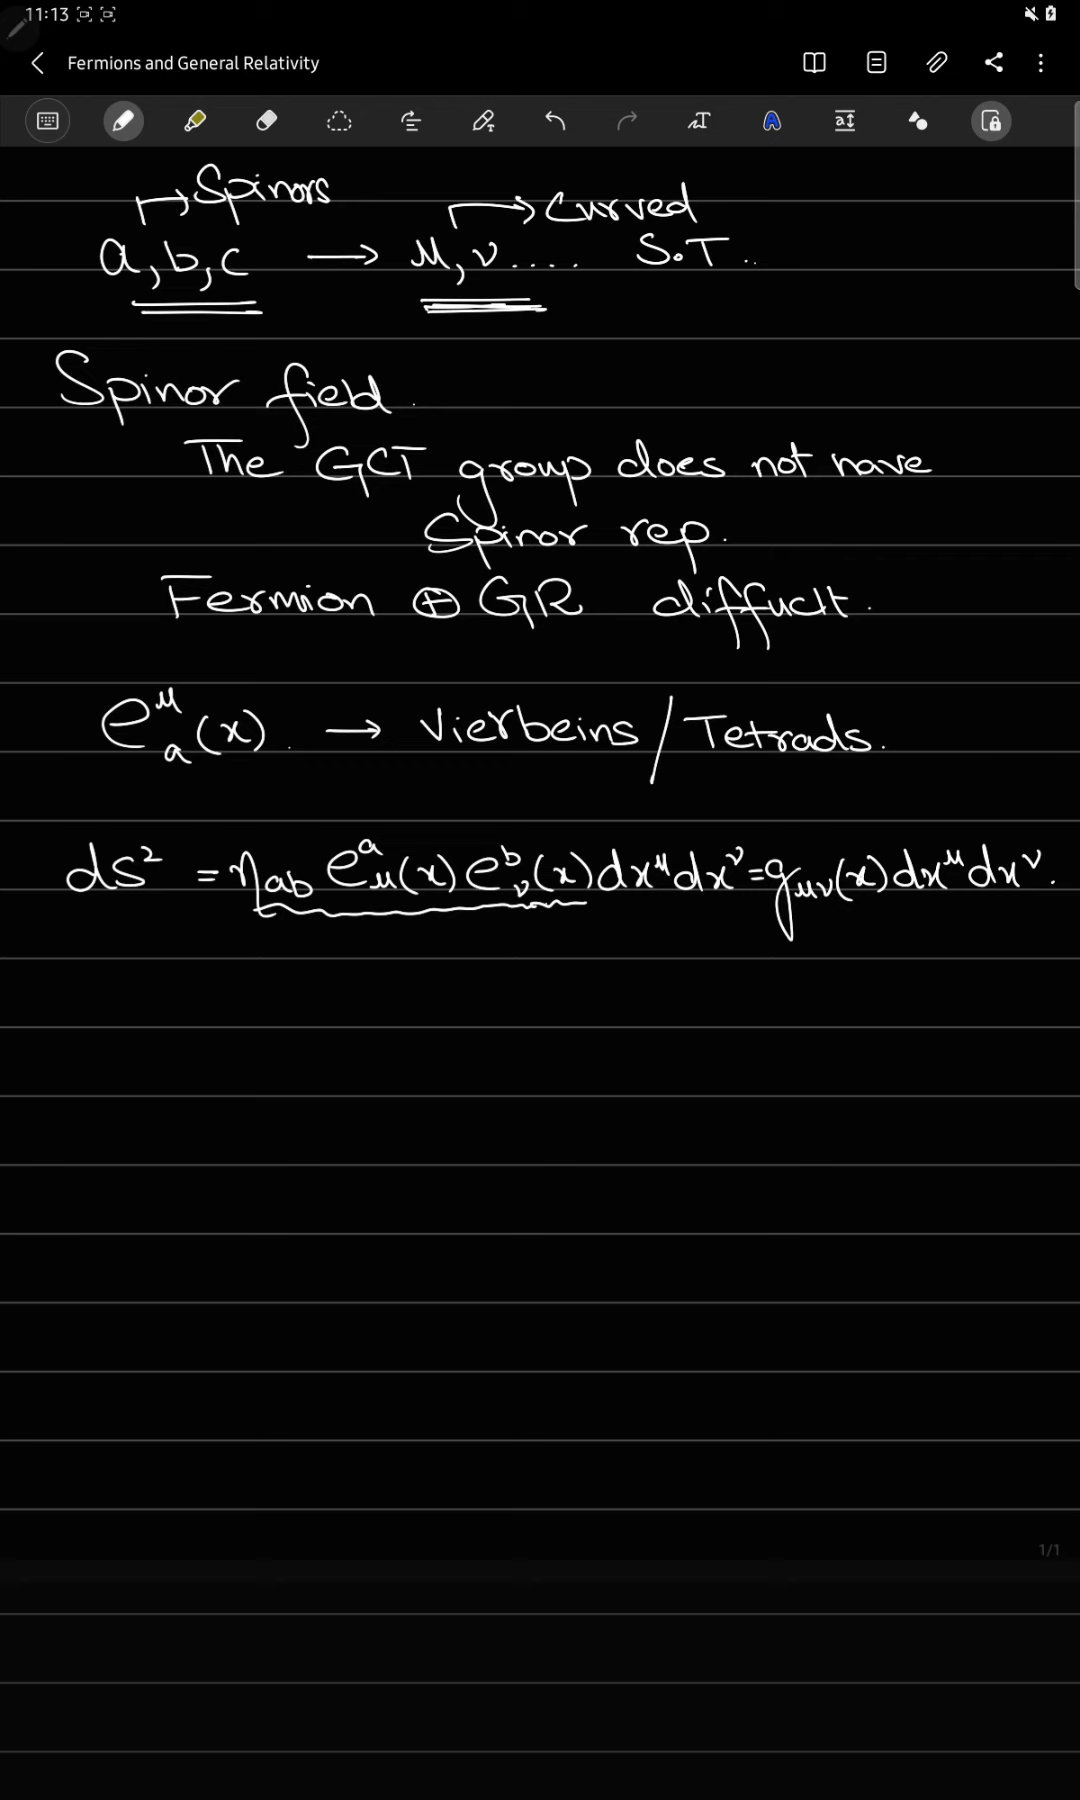 11:13
Fermions and General Relativity
→ Spinors → Curved
a, b, c → μ, ν .... S.T..
Spinor field.
The GCT group does not have
Spinor rep.
Fermion ⊕ GR diffuclt.
e^μ_a(x). → Vierbeins / Tetrads.
ds² = η_ab e^a_μ(x) e^b_ν(x) dx^μ dx^ν = g_μν(x) dx^μ dx^ν.
1/1